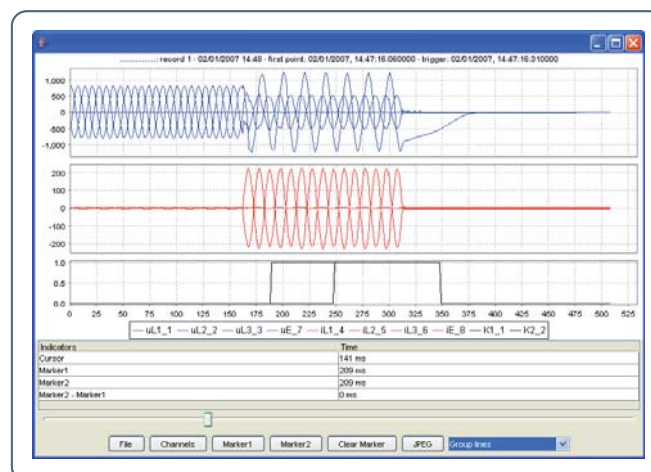 ............: record 1 - 02/01/2007 14:48 - first point: 02/01/2007, 14:47:16.060000 - trigger: 02/01/2007, 14:47:16.310000
1,000
500
0
-500
-1,000
200
100
0
-100
-200
1.0
0.5
0.0
0 25 50 75 100 125 150 175 200 225 250 275 300 325 350 375 400 425 450 475 500 525
uL1_1 uL2_2 uL3_3 uE_7 iL1_4 iL2_5 iL3_6 iE_8 K1_1 K2_2
Indicators Time
Cursor 141 ms
Marker1 209 ms
Marker2 209 ms
Marker2 - Marker1 0 ms
File Channels Marker1 Marker2 Clear Marker JPEG Group lines